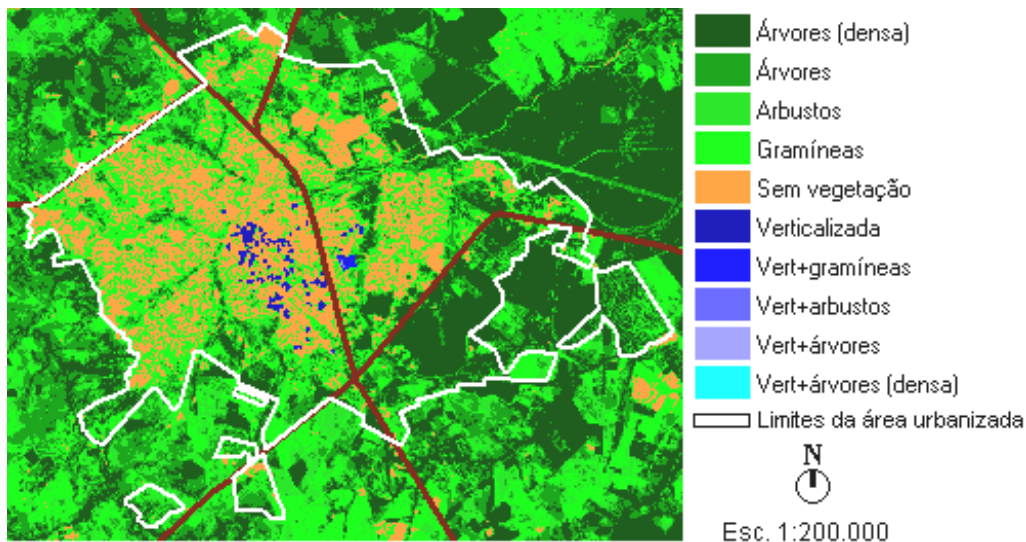 Árvores (densa)
Árvores
Arbustos
Gramíneas
Sem vegetação
Verticalizada
Vert+gramíneas
Vert+arbustos
Vert+árvores
Vert+árvores (densa)
Limites da área urbanizada
N
Esc. 1:200.000